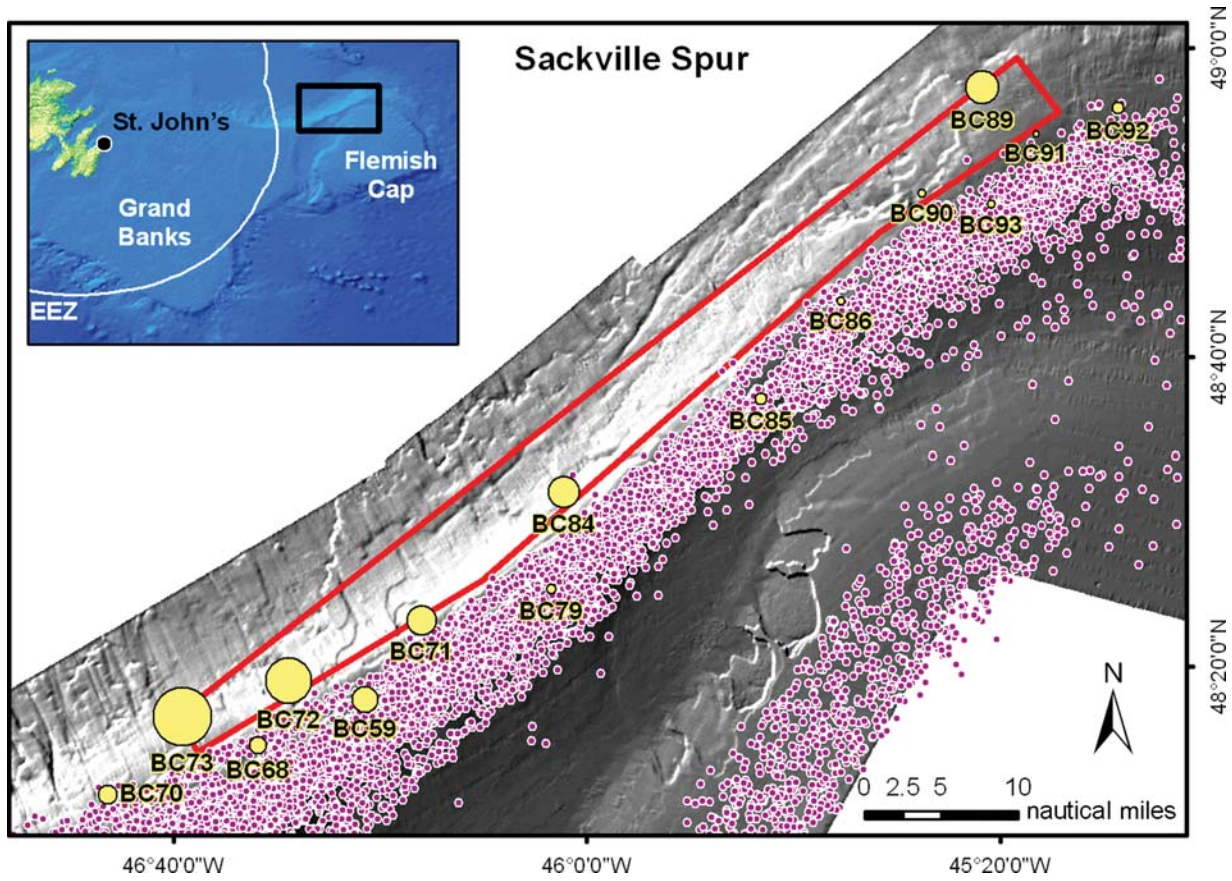 Sackville Spur
St. John's
Flemish
Cap
Grand
Banks
EEZ
BC89
BC92
BC91
BC90
BC93
BC86
BC85
BC84
BC79
BC71
BC72
BC59
BC73
BC68
BC70
N
0 2.5 5 10
nautical miles
49°0'0"N
48°40'0"N
48°20'0"N
46°40'0"W
46°0'0"W
45°20'0"W